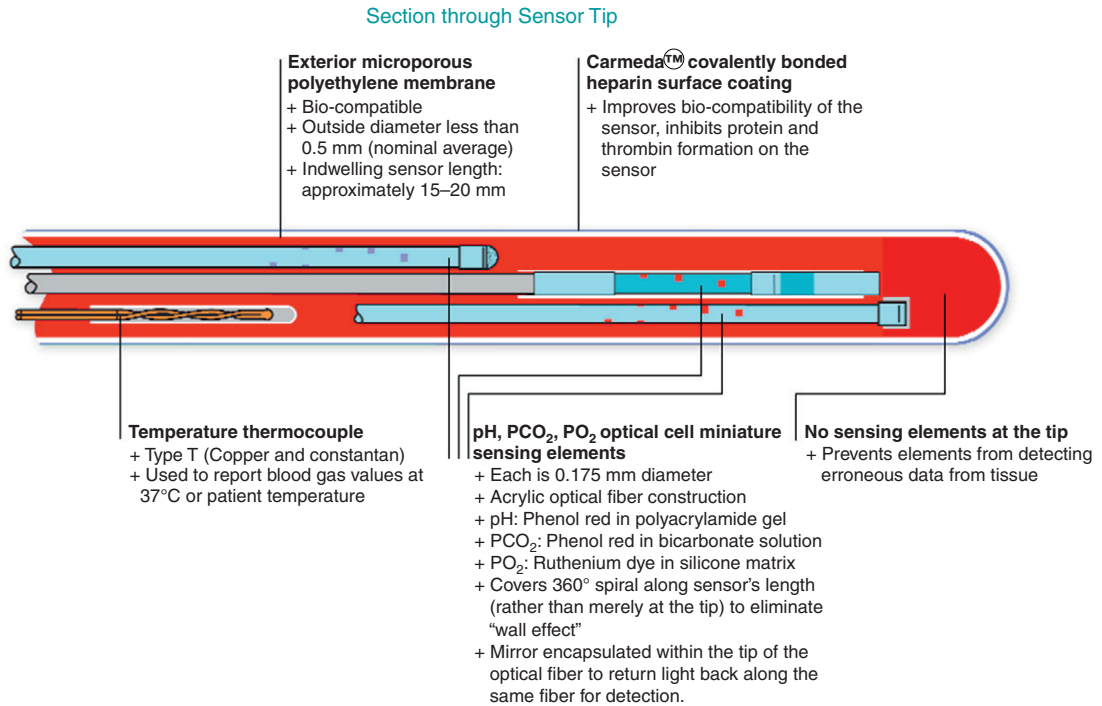 Section through Sensor Tip
Exterior microporous
polyethylene membrane
+ Bio-compatible
+ Outside diameter less than
0.5 mm (nominal average)
+ Indwelling sensor length:
approximately 15–20 mm
Carmeda™ covalently bonded
heparin surface coating
+ Improves bio-compatibility of the
sensor, inhibits protein and
thrombin formation on the
sensor
Temperature thermocouple
+ Type T (Copper and constantan)
+ Used to report blood gas values at
37°C or patient temperature
pH, PCO₂, PO₂ optical cell miniature
sensing elements
+ Each is 0.175 mm diameter
+ Acrylic optical fiber construction
+ pH: Phenol red in polyacrylamide gel
+ PCO₂: Phenol red in bicarbonate solution
+ PO₂: Ruthenium dye in silicone matrix
+ Covers 360° spiral along sensor’s length
(rather than merely at the tip) to eliminate
“wall effect”
+ Mirror encapsulated within the tip of the
optical fiber to return light back along the
same fiber for detection.
No sensing elements at the tip
+ Prevents elements from detecting
erroneous data from tissue